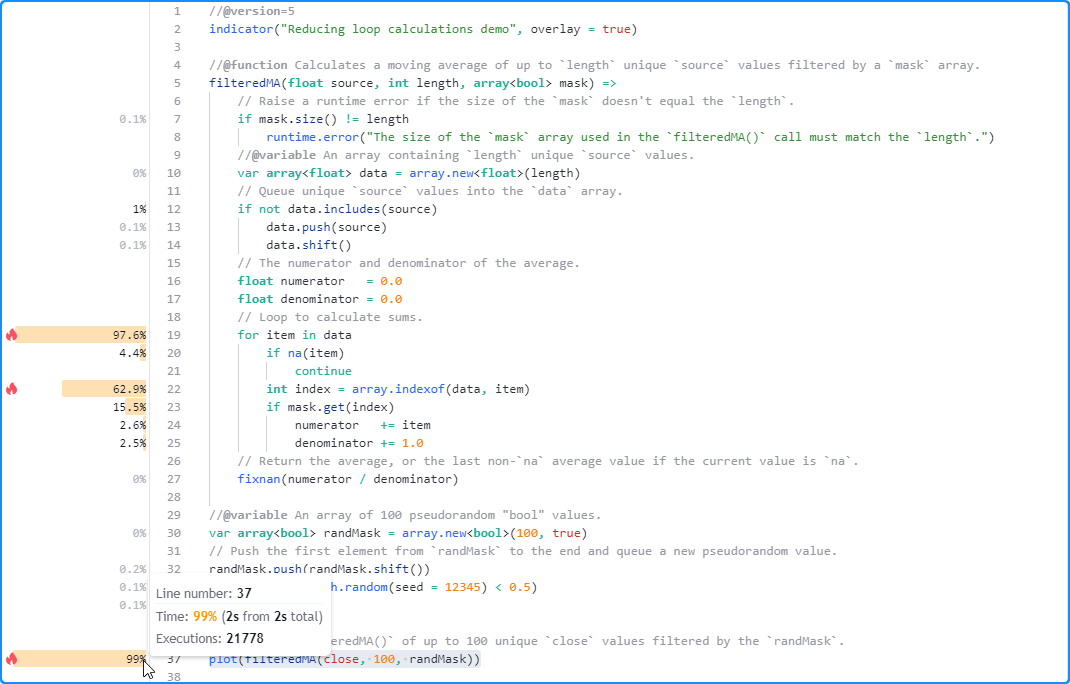 1 //@version=5
2 indicator("Reducing loop calculations demo", overlay = true)
3
4 //@function Calculates a moving average of up to `length` unique `source` values filtered by a `mask` array.
5 filteredMA(float source, int length, array<bool> mask) =>
6 // Raise a runtime error if the size of the `mask` doesn't equal the `length`.
0.1% 7 if mask.size() != length
8 runtime.error("The size of the `mask` array used in the `filteredMA()` call must match the `length`.")
9 //@variable An array containing `length` unique `source` values.
0% 10 var array<float> data = array.new<float>(length)
11 // Queue unique `source` values into the `data` array.
1% 12 if not data.includes(source)
0.1% 13 data.push(source)
0.1% 14 data.shift()
15 // The numerator and denominator of the average.
16 float numerator   = 0.0
17 float denominator = 0.0
18 // Loop to calculate sums.
97.6% 19 for item in data
4.4% 20 if na(item)
21 continue
62.9% 22 int index = array.indexof(data, item)
15.5% 23 if mask.get(index)
2.6% 24 numerator   += item
2.5% 25 denominator += 1.0
26 // Return the average, or the last non-`na` average value if the current value is `na`.
0% 27 fixnan(numerator / denominator)
28
29 //@variable An array of 100 pseudorandom "bool" values.
0% 30 var array<bool> randMask = array.new<bool>(100, true)
31 // Push the first element from `randMask` to the end and queue a new pseudorandom value.
0.2% 32 randMask.push(randMask.shift())
0.1% h.random(seed = 12345) < 0.5)
0.1%
Line number: 37
Time: 99% (2s from 2s total)
Executions: 21778
eredMA()` of up to 100 unique `close` values filtered by the `randMask`.
99% 37 plot(filteredMA(close, 100, randMask))
38